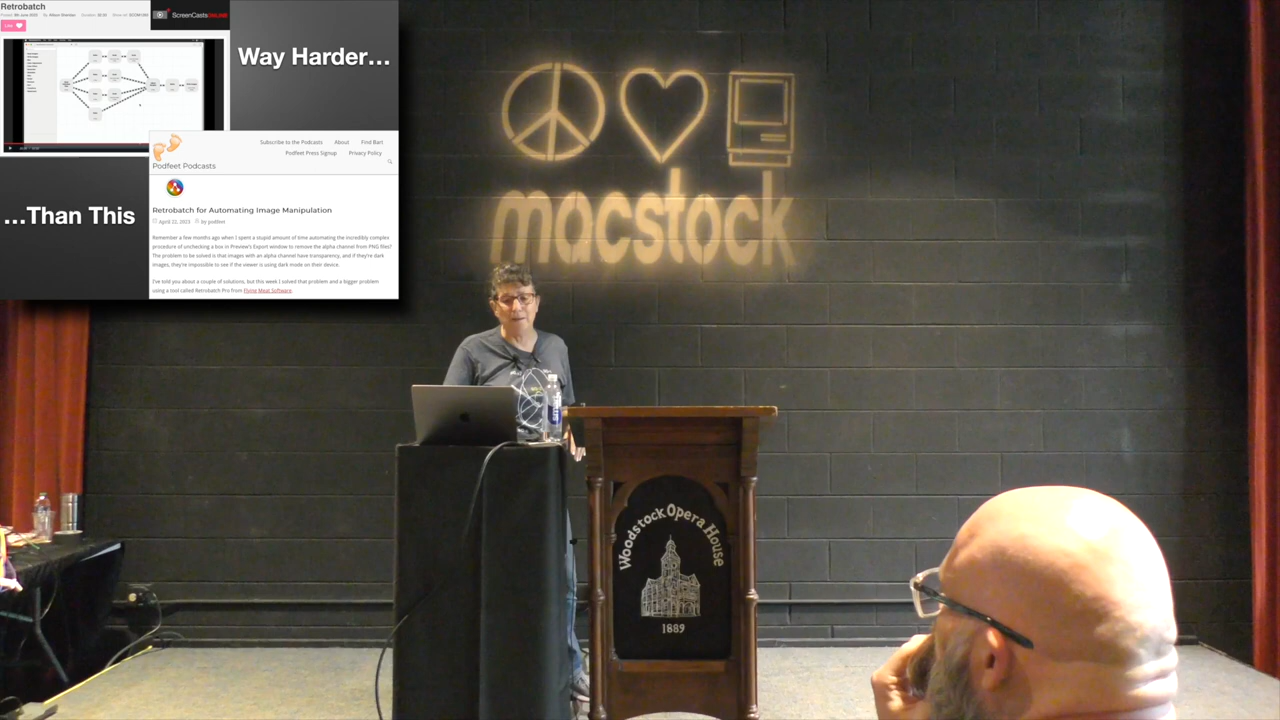 Retrobatch
ScreenCastsONLINE
Like
Way Harder...
...Than This
Subscribe to the Podcasts About Find Bart
Podfeet Press Signup Privacy Policy
Podfeet Podcasts
Retrobatch for Automating Image Manipulation
April 22, 2023 by podfeet
Remember a few months ago when I spent a stupid amount of time automating the incredibly complex
procedure of unchecking a box in Preview's Export window to remove the alpha channel from PNG files?
The problem to be solved is that images with an alpha channel have transparency, and if they're dark
images, they're impossible to see if the viewer is using dark mode on their device.
I've told you about a couple of solutions, but this week I solved that problem and a bigger problem
using a tool called Retrobatch Pro from Flying Meat Software.
macstock
Woodstock Opera House
1889